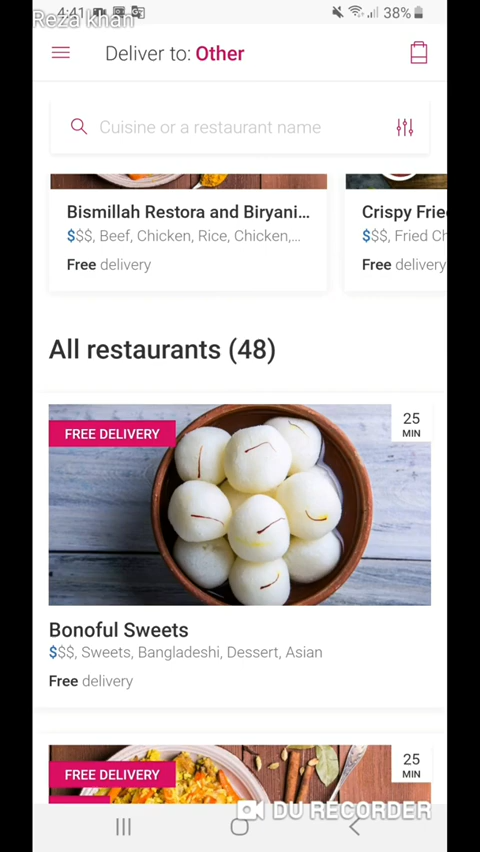 4:41
38%
Reza khan
Deliver to: Other
Cuisine or a restaurant name
Bismillah Restora and Biryani...
$$$, Beef, Chicken, Rice, Chicken,...
Free delivery
Crispy Frie
$$$, Fried Ch
Free delivery
All restaurants (48)
FREE DELIVERY
25
MIN
Bonoful Sweets
$$$, Sweets, Bangladeshi, Dessert, Asian
Free delivery
FREE DELIVERY
25
MIN
DU RECORDER